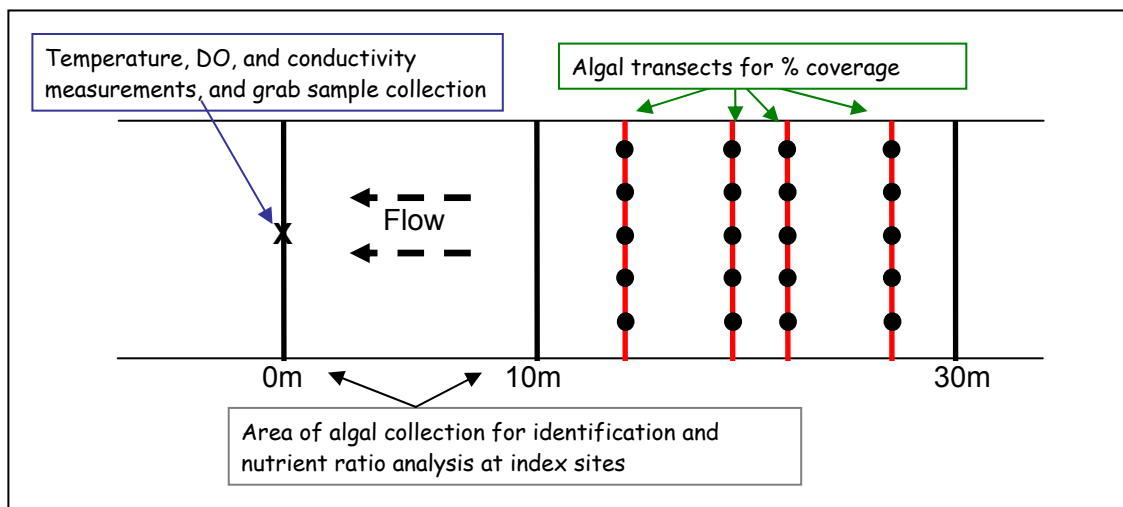 Temperature, DO, and conductivity
measurements, and grab sample collection
Algal transects for % coverage
Flow
X
0m
10m
30m
Area of algal collection for identification and
nutrient ratio analysis at index sites